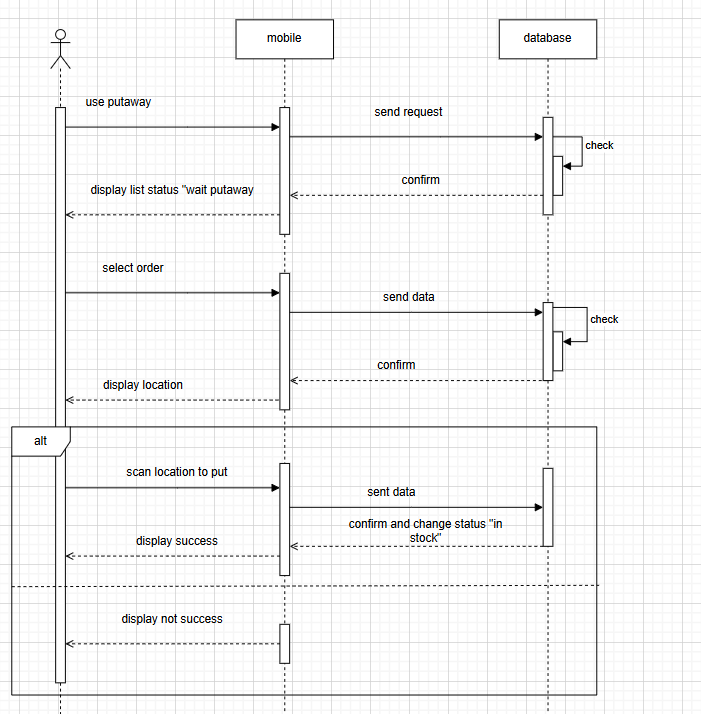 mobile
database
use putaway
send request
check
confirm
display list status "wait putaway
select order
send data
check
confirm
display location
alt
scan location to put
sent data
confirm and change status "in
stock"
display success
display not success